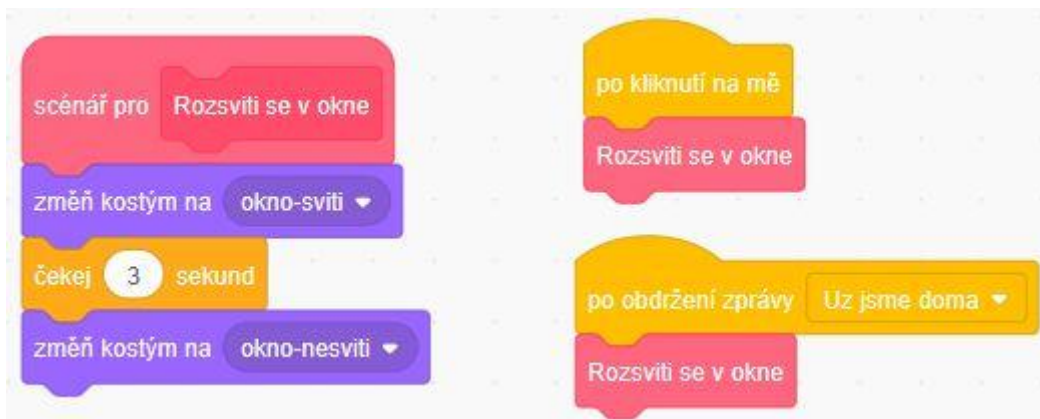 scénář pro Rozsviti se v okne
změň kostým na okno-sviti
čekej 3 sekund
změň kostým na okno-nesviti
po kliknutí na mě
Rozsviti se v okne
po obdržení zprávy Uz jsme doma
Rozsviti se v okne